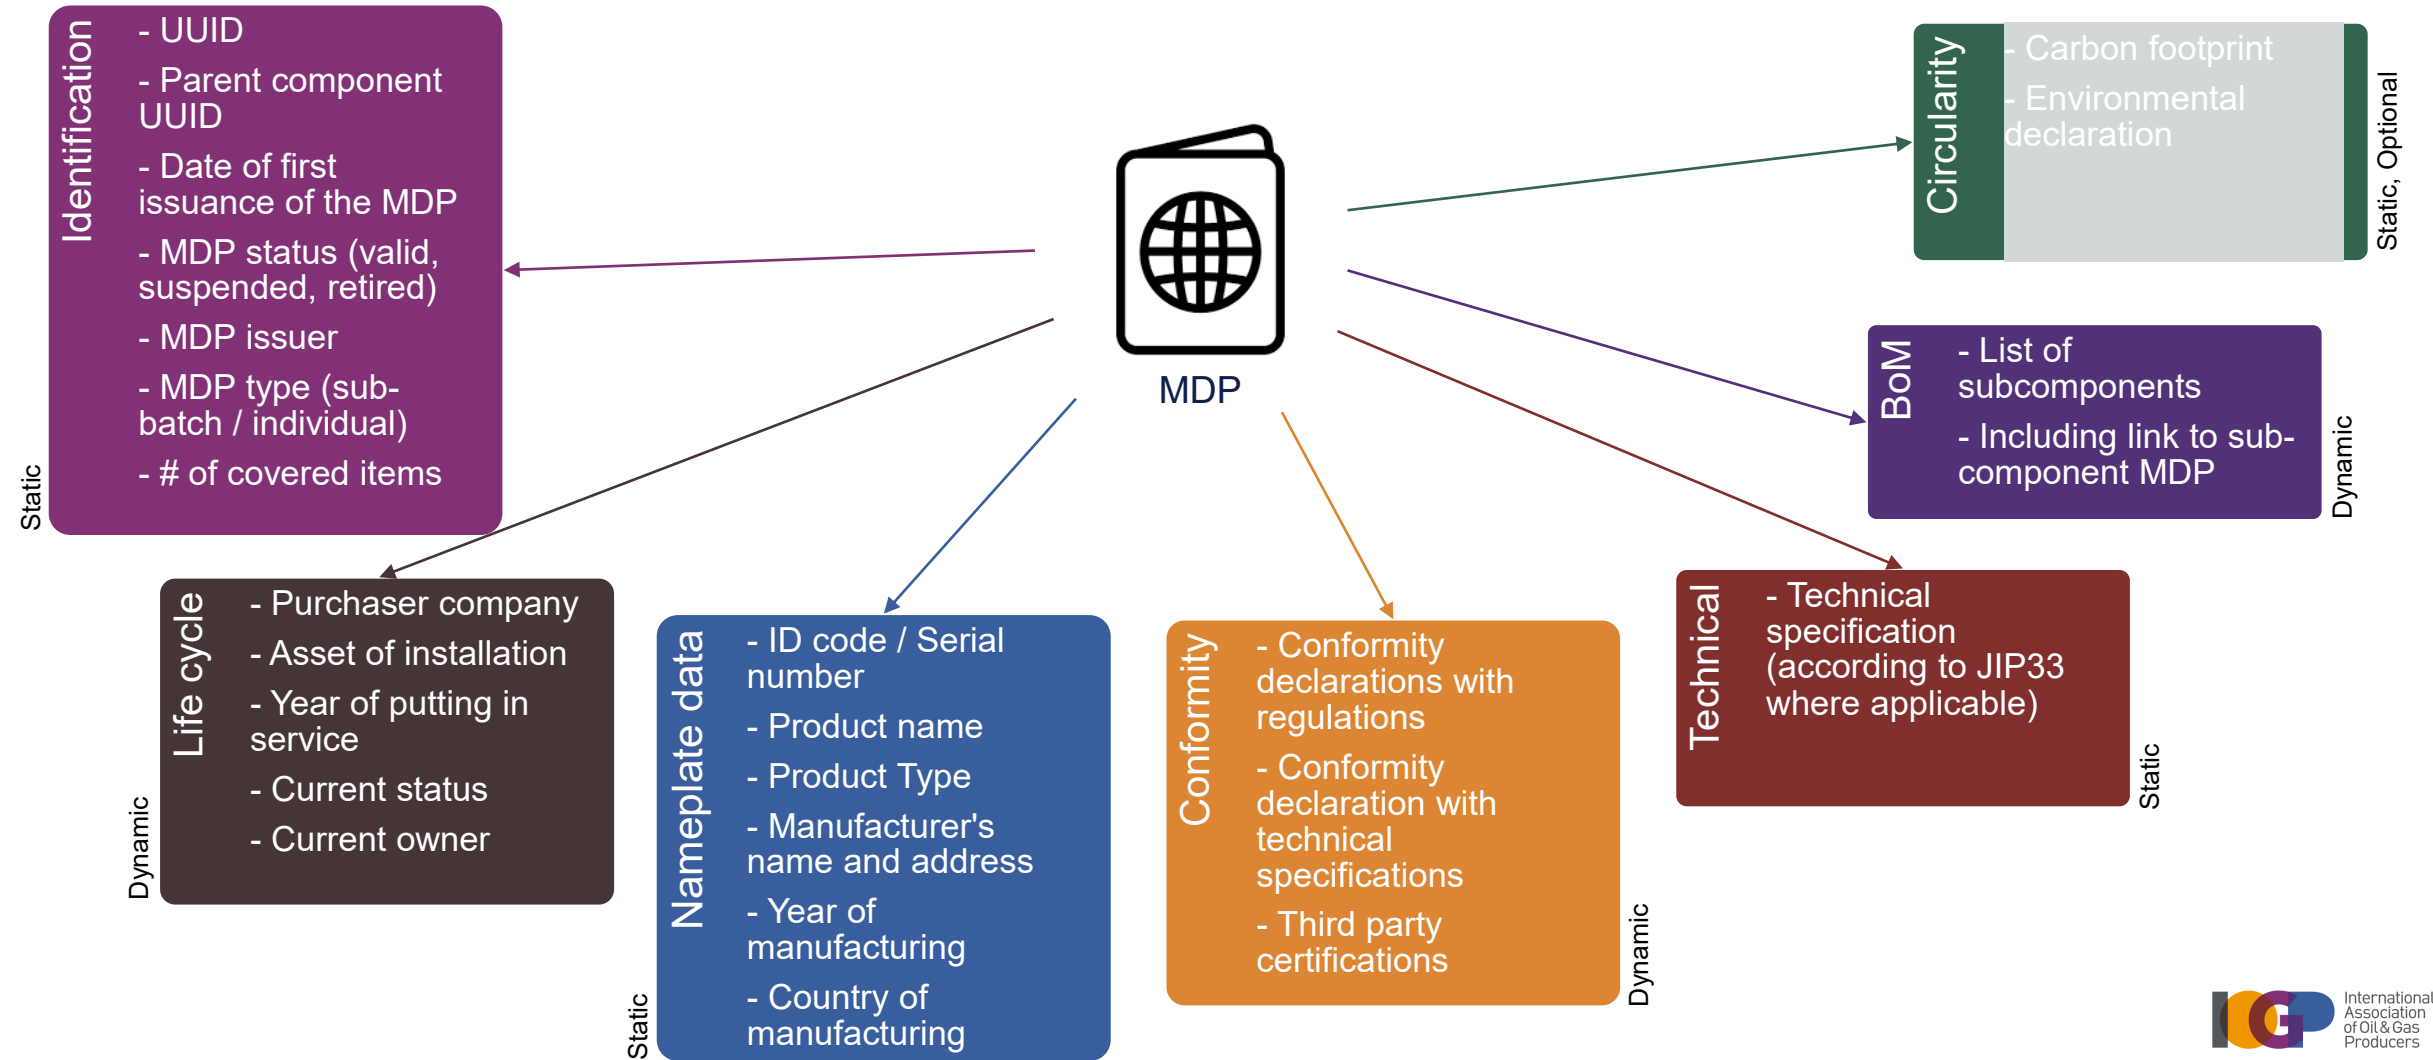 Identification
- UUID
- Parent component
UUID
- Date of first
issuance of the MDP
- MDP status (valid,
suspended, retired)
- MDP issuer
- MDP type (sub-
batch / individual)
- # of covered items
Static
MDP
Circularity
- Carbon footprint
- Environmental
declaration
Static, Optional
BoM
- List of
subcomponents
- Including link to sub-
component MDP
Dynamic
Life cycle
- Purchaser company
- Asset of installation
- Year of putting in
service
- Current status
- Current owner
Dynamic
Nameplate data
- ID code / Serial
number
- Product name
- Product Type
- Manufacturer's
name and address
- Year of
manufacturing
- Country of
manufacturing
Static
Conformity
- Conformity
declarations with
regulations
- Conformity
declaration with
technical
specifications
- Third party
certifications
Dynamic
Technical
- Technical
specification
(according to JIP33
where applicable)
Static
IOGP
International
Association
of Oil & Gas
Producers